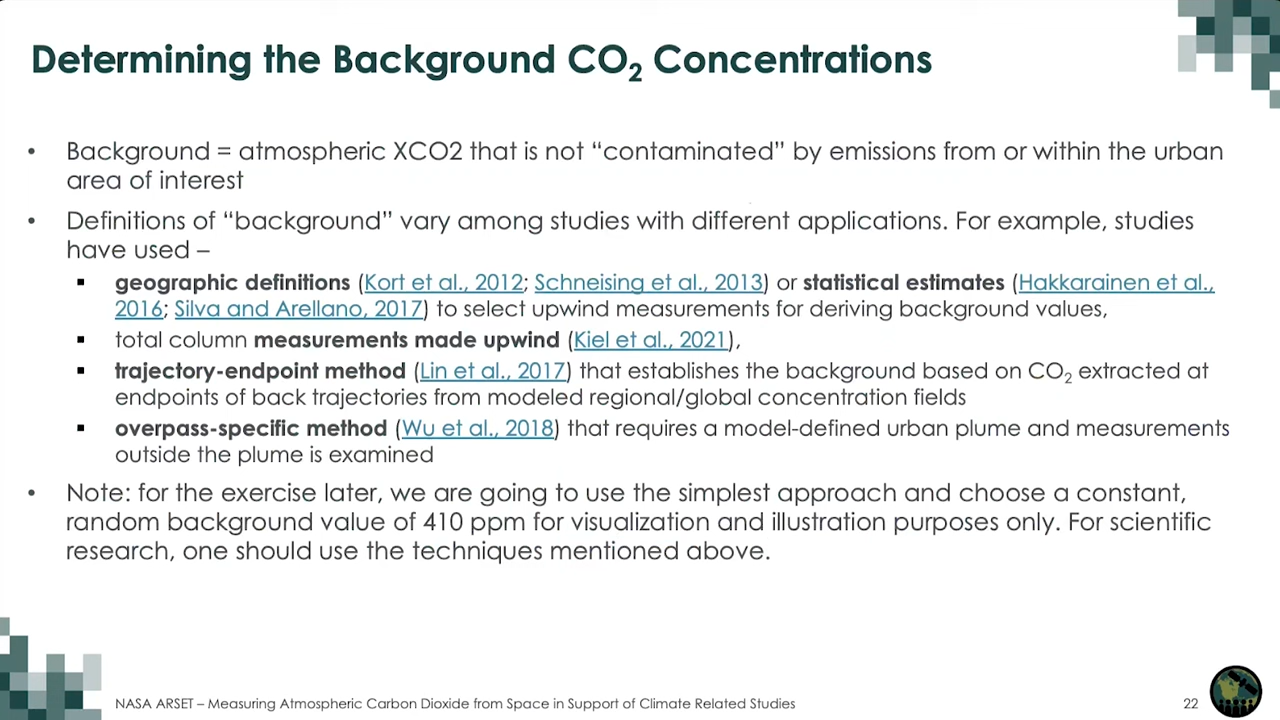 Determining the Background CO₂ Concentrations
• Background = atmospheric XCO2 that is not “contaminated” by emissions from or within the urban
area of interest
• Definitions of “background” vary among studies with different applications. For example, studies
have used –
▪ geographic definitions (Kort et al., 2012; Schneising et al., 2013) or statistical estimates (Hakkarainen et al.,
2016; Silva and Arellano, 2017) to select upwind measurements for deriving background values,
▪ total column measurements made upwind (Kiel et al., 2021),
▪ trajectory-endpoint method (Lin et al., 2017) that establishes the background based on CO₂ extracted at
endpoints of back trajectories from modeled regional/global concentration fields
▪ overpass-specific method (Wu et al., 2018) that requires a model-defined urban plume and measurements
outside the plume is examined
• Note: for the exercise later, we are going to use the simplest approach and choose a constant,
random background value of 410 ppm for visualization and illustration purposes only. For scientific
research, one should use the techniques mentioned above.
NASA ARSET – Measuring Atmospheric Carbon Dioxide from Space in Support of Climate Related Studies
22